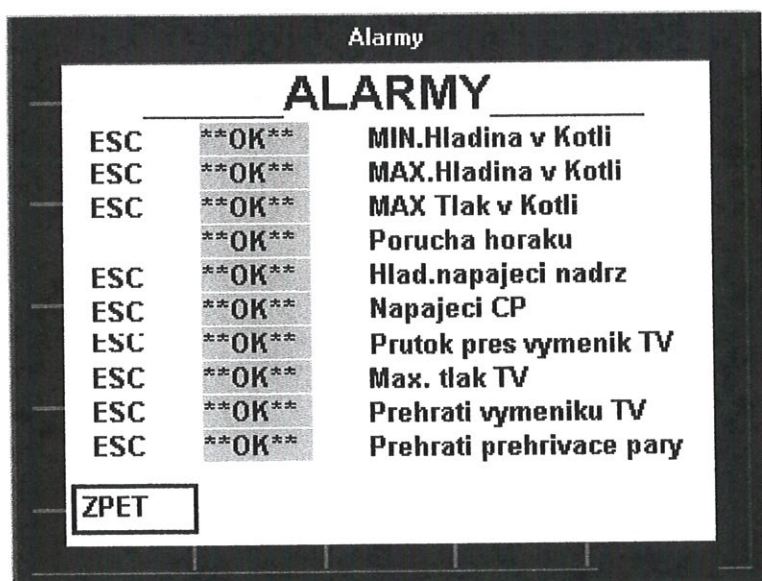 Alarmy
ALARMY
ESC **OK** MIN.Hladina v Kotli
ESC **OK** MAX.Hladina v Kotli
ESC **OK** MAX Tlak v Kotli
**OK** Porucha horaku
ESC **OK** Hlad.napajeci nadrz
ESC **OK** Napajeci CP
ESC **OK** Prutok pres vymenik TV
ESC **OK** Max. tlak TV
ESC **OK** Prehrati vymeniku TV
ESC **OK** Prehrati prehrivace pary
ZPET